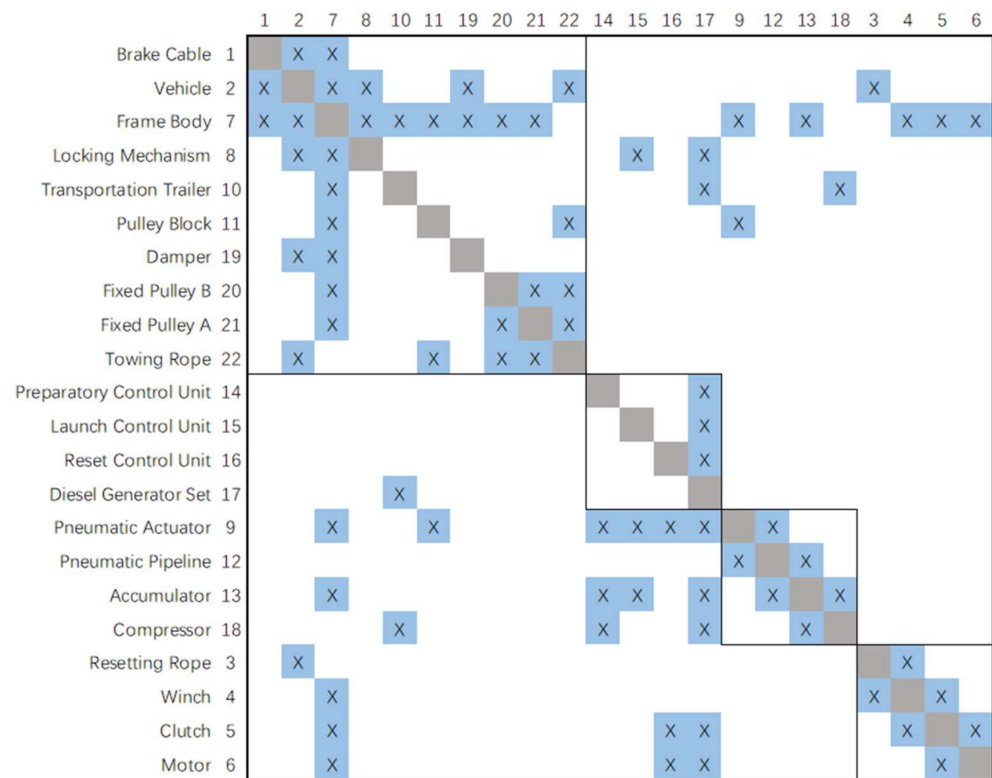 1 2 7 8 10 11 19 20 21 22 14 15 16 17 9 12 13 18 3 4 5 6
Brake Cable 1 X X
Vehicle 2 X X X X X X
Frame Body 7 X X X X X X X X X X X X X
Locking Mechanism 8 X X X X
Transportation Trailer 10 X X X
Pulley Block 11 X X X
Damper 19 X X
Fixed Pulley B 20 X X X
Fixed Pulley A 21 X X X
Towing Rope 22 X X X X
Preparatory Control Unit 14 X
Launch Control Unit 15 X
Reset Control Unit 16 X
Diesel Generator Set 17 X
Pneumatic Actuator 9 X X X X X X X
Pneumatic Pipeline 12 X X
Accumulator 13 X X X X X X
Compressor 18 X X X X
Resetting Rope 3 X X
Winch 4 X X X
Clutch 5 X X X X X
Motor 6 X X X X